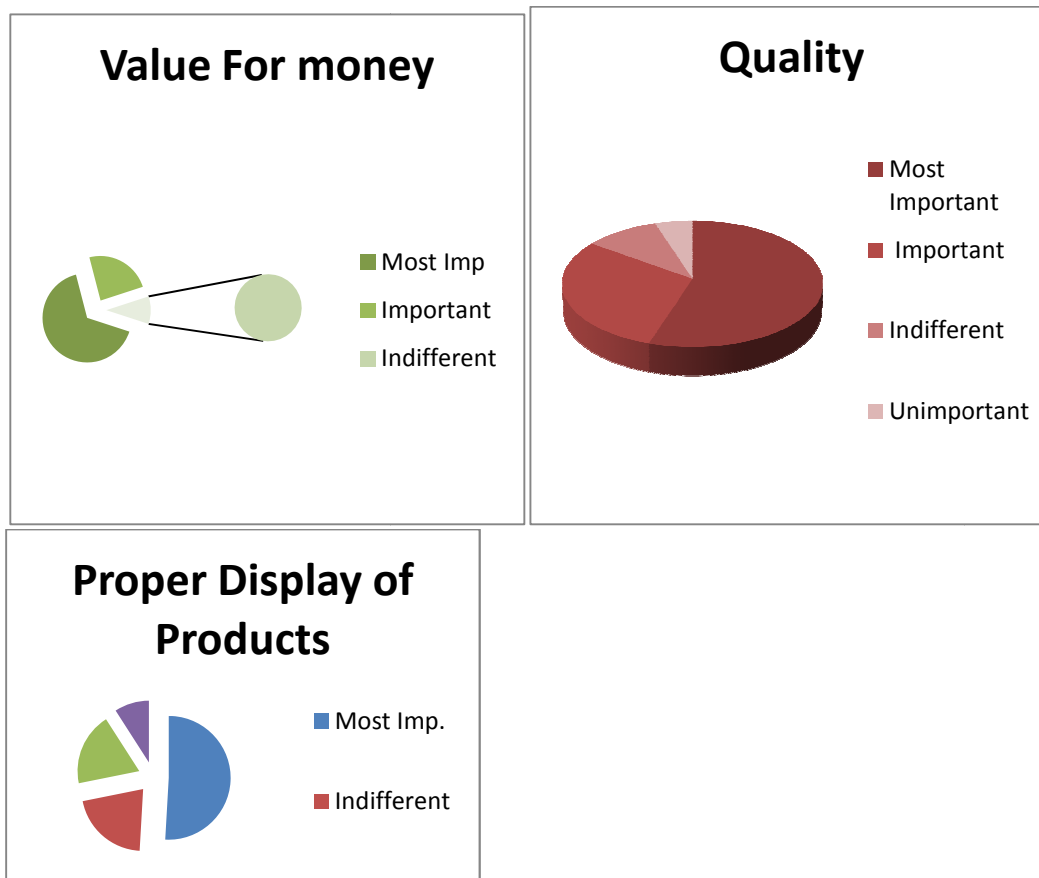 Value For money
Most Imp
Important
Indifferent
Quality
Most
Important
Important
Indifferent
Unimportant
Proper Display of
Products
Most Imp.
Indifferent